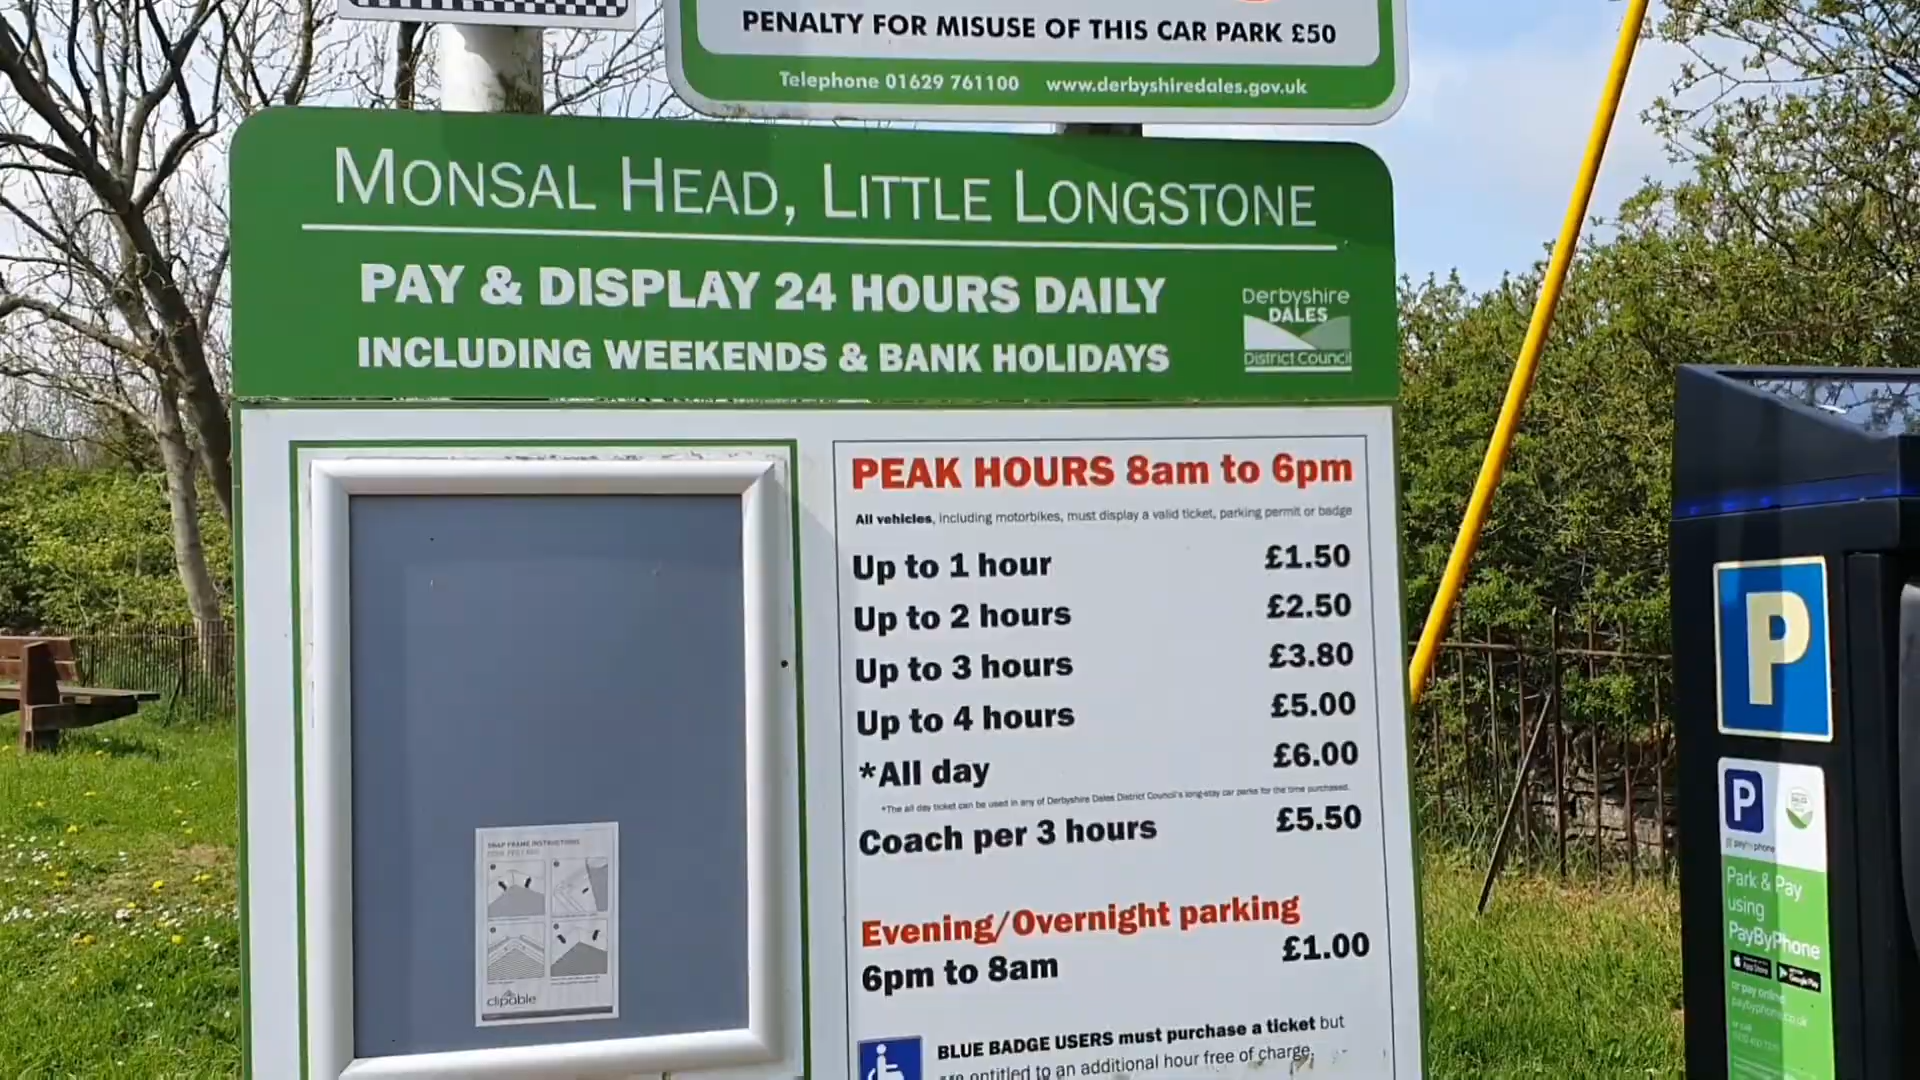 PENALTY FOR MISUSE OF THIS CAR PARK £50
Telephone 01629 761100 www.derbyshiredales.gov.uk
MONSAL HEAD, LITTLE LONGSTONE
PAY & DISPLAY 24 HOURS DAILY
INCLUDING WEEKENDS & BANK HOLIDAYS
Derbyshire
DALES
District Council
PEAK HOURS 8am to 6pm
All vehicles, including motorbikes, must display a valid ticket, parking permit or badge
Up to 1 hour £1.50
Up to 2 hours £2.50
Up to 3 hours £3.80
Up to 4 hours £5.00
*All day £6.00
*The all day ticket can be used in any of Derbyshire Dales District Council's long-stay car parks for the time purchased.
Coach per 3 hours £5.50
Evening/Overnight parking
6pm to 8am £1.00
BLUE BADGE USERS must purchase a ticket but
entitled to an additional hour free of charge.
SNAP FRAME INSTRUCTIONS
clipable
P
P
paybyphone
Park & Pay
using
PayByPhone
App Store
Google Play
or pay online
paybyphone.co.uk